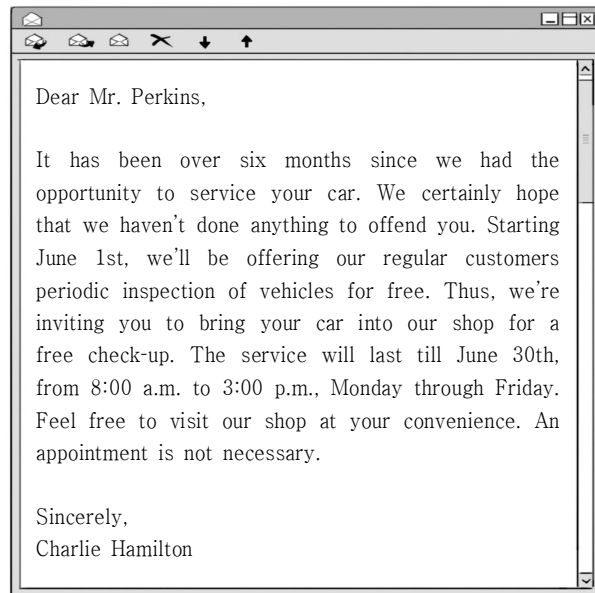 Dear Mr. Perkins,
It has been over six months since we had the
opportunity to service your car. We certainly hope
that we haven't done anything to offend you. Starting
June 1st, we'll be offering our regular customers
periodic inspection of vehicles for free. Thus, we're
inviting you to bring your car into our shop for a
free check-up. The service will last till June 30th,
from 8:00 a.m. to 3:00 p.m., Monday through Friday.
Feel free to visit our shop at your convenience. An
appointment is not necessary.
Sincerely,
Charlie Hamilton